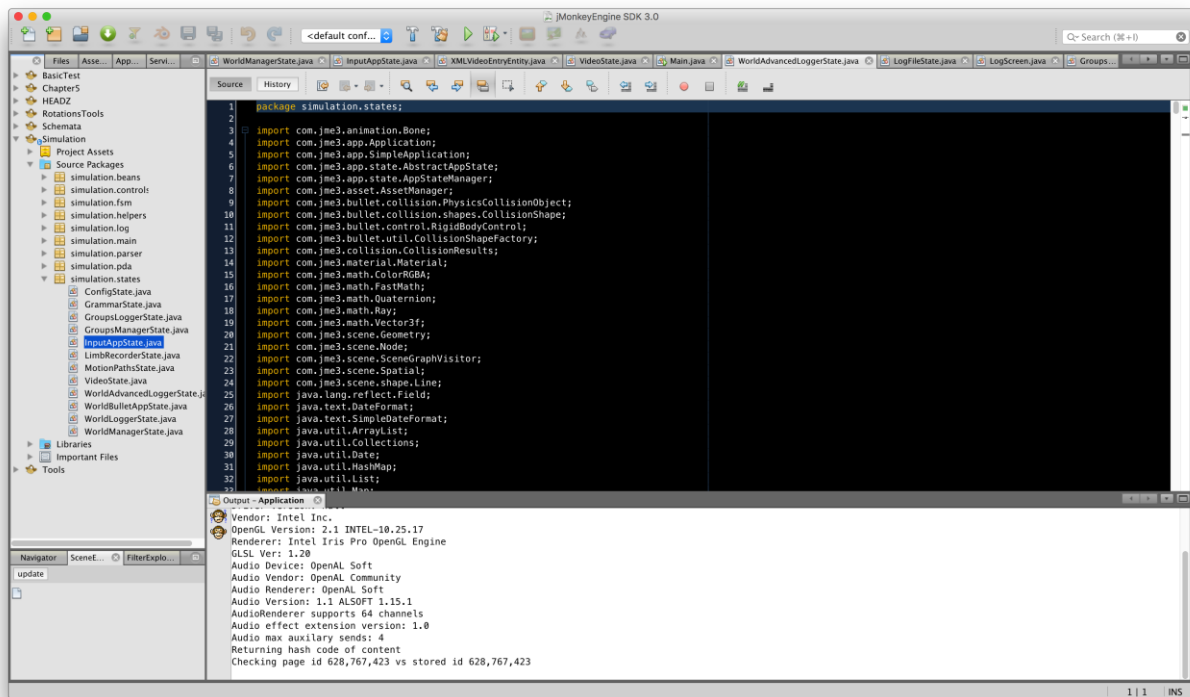 jMonkeyEngine SDK 3.0
<default conf...
Search (⌘+I)
Files
Asse...
App...
Servi...
WorldManagerState.java
InputAppState.java
XMLVideoEntryEntity.java
VideoState.java
Main.java
WorldAdvancedLoggerState.java
LogFileState.java
LogScreen.java
Groups...
BasicTest
Chapter5
HEADZ
RotationsTools
Schemata
Simulation
Project Assets
Source Packages
simulation.beans
simulation.controls
simulation.fsm
simulation.helpers
simulation.log
simulation.main
simulation.parser
simulation.pda
simulation.states
ConfigState.java
GrammarState.java
GroupsLoggerState.java
GroupsManagerState.java
InputAppState.java
LimbRecorderState.java
MotionPathsState.java
VideoState.java
WorldAdvancedLoggerState.ja
WorldBulletAppState.java
WorldLoggerState.java
WorldManagerState.java
Libraries
Important Files
Tools
Source
History
1 package simulation.states;
2
3 import com.jme3.animation.Bone;
4 import com.jme3.app.Application;
5 import com.jme3.app.SimpleApplication;
6 import com.jme3.app.state.AbstractAppState;
7 import com.jme3.app.state.AppStateManager;
8 import com.jme3.asset.AssetManager;
9 import com.jme3.bullet.collision.PhysicsCollisionObject;
10 import com.jme3.bullet.collision.shapes.CollisionShape;
11 import com.jme3.bullet.control.RigidBodyControl;
12 import com.jme3.bullet.util.CollisionShapeFactory;
13 import com.jme3.collision.CollisionResults;
14 import com.jme3.material.Material;
15 import com.jme3.math.ColorRGBA;
16 import com.jme3.math.FastMath;
17 import com.jme3.math.Quaternion;
18 import com.jme3.math.Ray;
19 import com.jme3.math.Vector3f;
20 import com.jme3.scene.Geometry;
21 import com.jme3.scene.Node;
22 import com.jme3.scene.SceneGraphVisitor;
23 import com.jme3.scene.Spatial;
24 import com.jme3.scene.shape.Line;
25 import java.lang.reflect.Field;
26 import java.text.DateFormat;
27 import java.text.SimpleDateFormat;
28 import java.util.ArrayList;
29 import java.util.Collections;
30 import java.util.Date;
31 import java.util.HashMap;
32 import java.util.List;
33 import java.util.Map;
Output - Application
Vendor: Intel Inc.
OpenGL Version: 2.1 INTEL-10.25.17
Renderer: Intel Iris Pro OpenGL Engine
GLSL Ver: 1.20
Audio Device: OpenAL Soft
Audio Vendor: OpenAL Community
Audio Renderer: OpenAL Soft
Audio Version: 1.1 ALSOFT 1.15.1
AudioRenderer supports 64 channels
Audio effect extension version: 1.0
Audio max auxilary sends: 4
Returning hash code of content
Checking page id 628,767,423 vs stored id 628,767,423
Navigator
SceneE...
FilterExplo...
update
1 | 1
INS